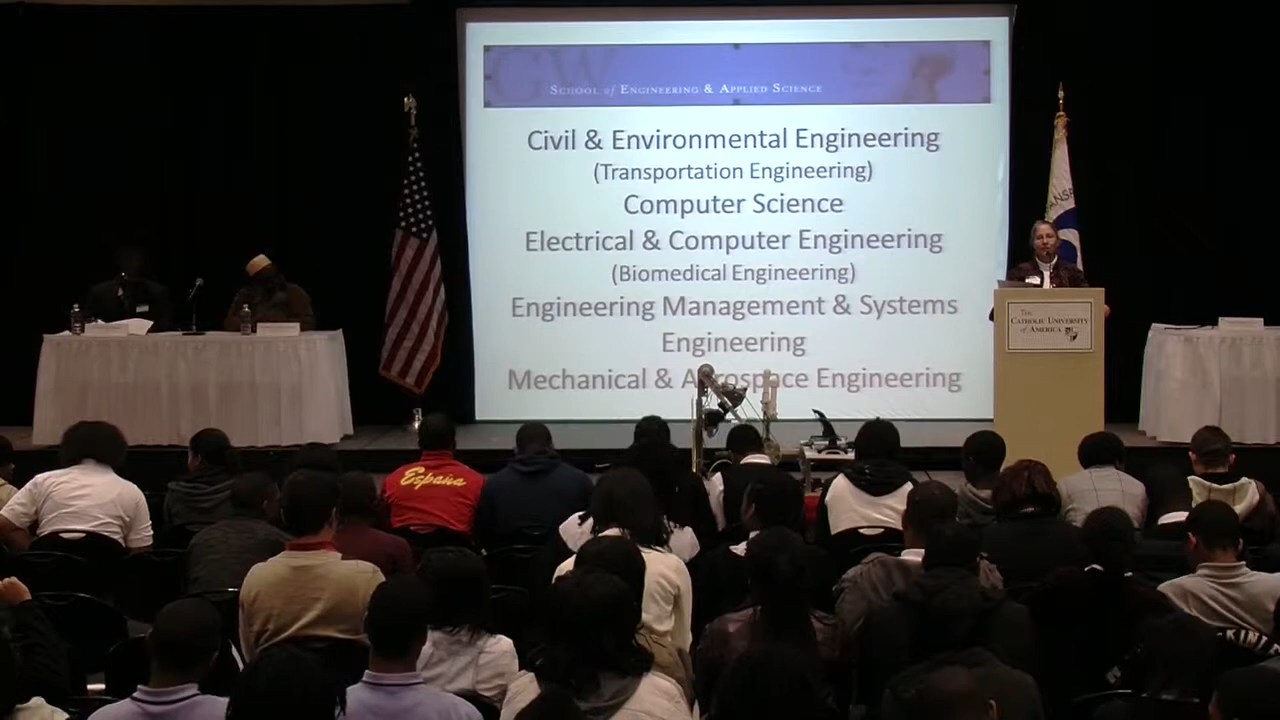 GW
SCHOOL of ENGINEERING & APPLIED SCIENCE
Civil & Environmental Engineering
(Transportation Engineering)
Computer Science
Electrical & Computer Engineering
(Biomedical Engineering)
Engineering Management & Systems
Engineering
Mechanical & Aerospace Engineering
The
CATHOLIC UNIVERSITY
of AMERICA
España